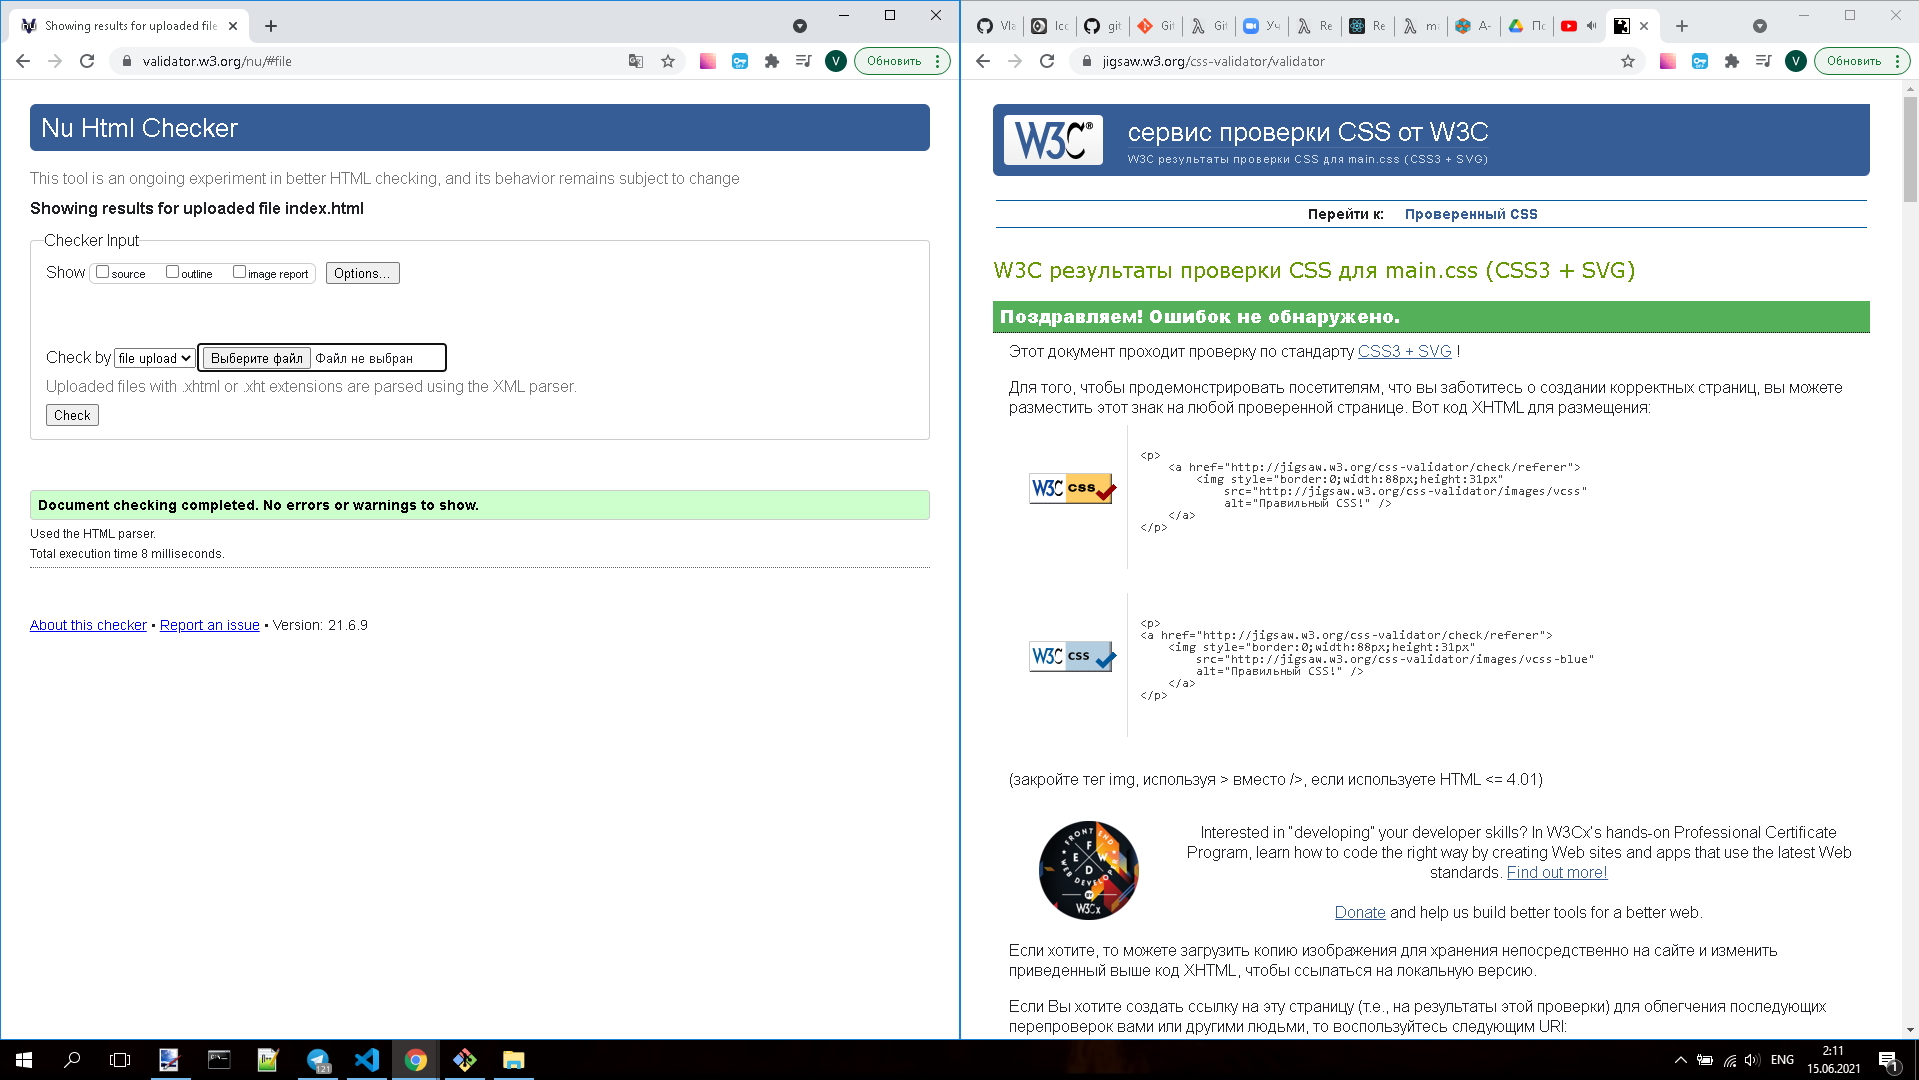 Showing results for uploaded file
validator.w3.org/nu/#file
V
Обновить
Nu Html Checker
This tool is an ongoing experiment in better HTML checking, and its behavior remains subject to change
Showing results for uploaded file index.html
Checker Input
Show source outline image report Options...
Check by file upload Выберите файл Файл не выбран
Uploaded files with .xhtml or .xht extensions are parsed using the XML parser.
Check
Document checking completed. No errors or warnings to show.
Used the HTML parser.
Total execution time 8 milliseconds.
About this checker • Report an issue • Version: 21.6.9
Vla Icc git Git Git Уч Re Re m A- По
jigsaw.w3.org/css-validator/validator
V
Обновить
W3C®
сервис проверки CSS от W3C
W3C результаты проверки CSS для main.css (CSS3 + SVG)
Перейти к: Проверенный CSS
W3C результаты проверки CSS для main.css (CSS3 + SVG)
Поздравляем! Ошибок не обнаружено.
Этот документ проходит проверку по стандарту CSS3 + SVG !
Для того, чтобы продемонстрировать посетителям, что вы заботитесь о создании корректных страниц, вы можете
разместить этот знак на любой проверенной странице. Вот код XHTML для размещения:
W3C css
<p>
<a href="http://jigsaw.w3.org/css-validator/check/referer">
<img style="border:0;width:88px;height:31px"
src="http://jigsaw.w3.org/css-validator/images/vcss"
alt="Правильный CSS!" />
</a>
</p>
W3C css
<p>
<a href="http://jigsaw.w3.org/css-validator/check/referer">
<img style="border:0;width:88px;height:31px"
src="http://jigsaw.w3.org/css-validator/images/vcss-blue"
alt="Правильный CSS!" />
</a>
</p>
(закройте тег img, используя > вместо />, если используете HTML <= 4.01)
FRONT END
WEB DEVELOPER
F E W D
W3Cx
Interested in "developing" your developer skills? In W3Cx's hands-on Professional Certificate
Program, learn how to code the right way by creating Web sites and apps that use the latest Web
standards. Find out more!
Donate and help us build better tools for a better web.
Если хотите, то можете загрузить копию изображения для хранения непосредственно на сайте и изменить
приведенный выше код XHTML, чтобы ссылаться на локальную версию.
Если Вы хотите создать ссылку на эту страницу (т.е., на результаты этой проверки) для облегчения последующих
перепроверок вами или другими людьми, то воспользуйтесь следующим URI:
121
ENG
2:11
15.06.2021
1